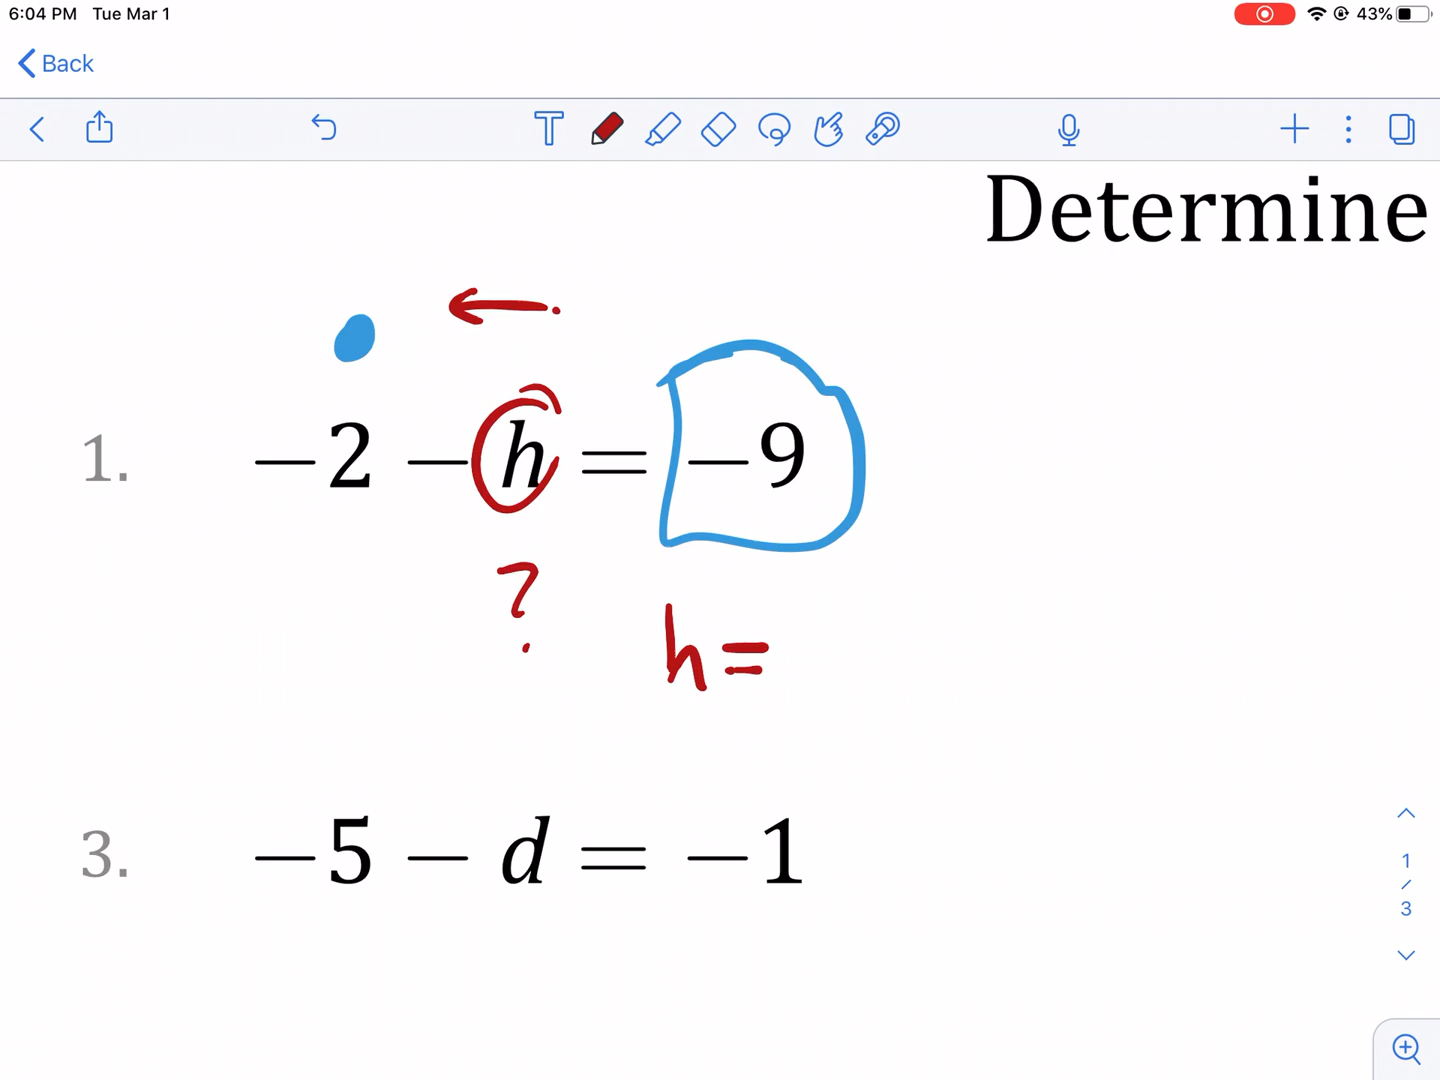 6:04 PM Tue Mar 1 43%
Back
T
Determine
1. −2 − h = −9
?
h =
3. −5 − d = −1
1
/
3